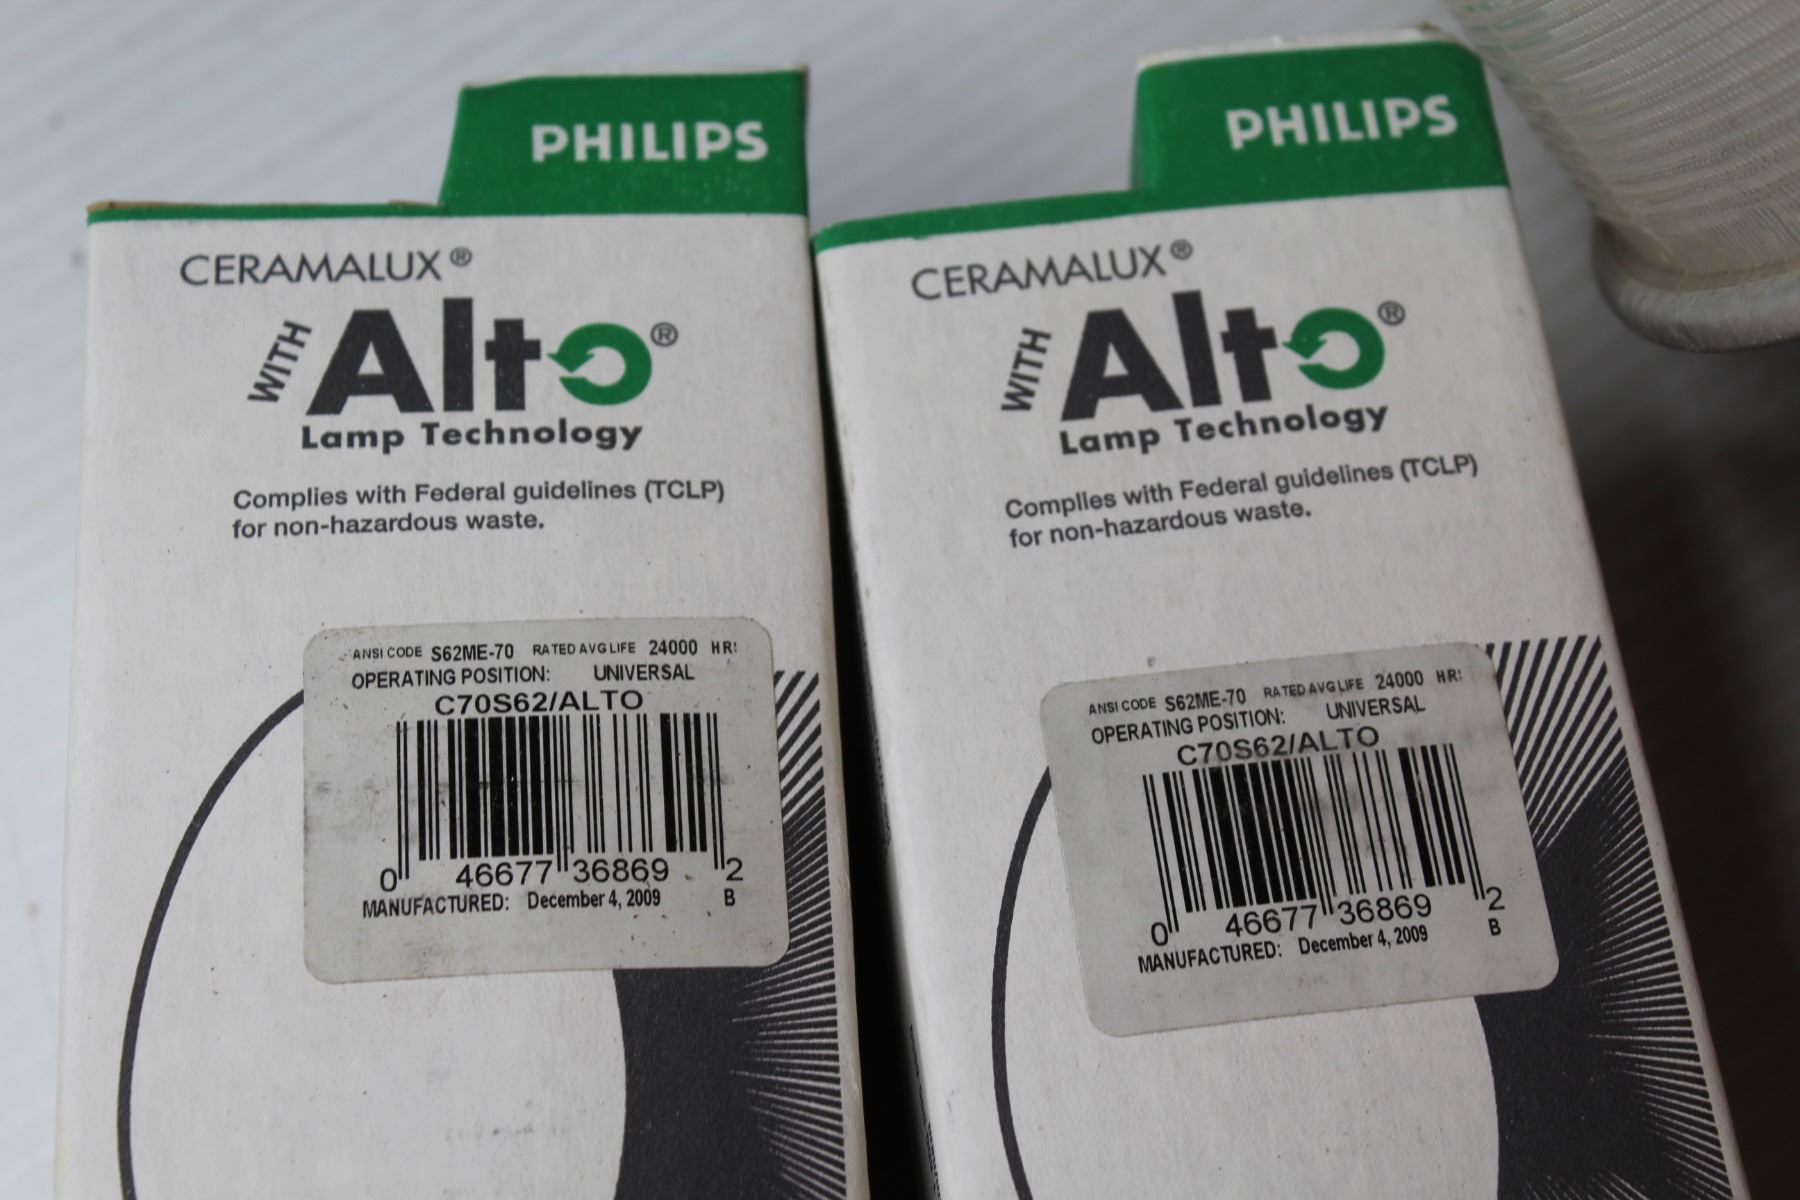 PHILIPS
CERAMALUX®
WITH Alto®
Lamp Technology
Complies with Federal guidelines (TCLP)
for non-hazardous waste.
ANSI CODE S62ME-70 RATED AVG LIFE 24000 HR:
OPERATING POSITION: UNIVERSAL
C70S62/ALTO
0 46677 36869 2
MANUFACTURED: December 4, 2009 B
PHILIPS
CERAMALUX®
WITH Alto®
Lamp Technology
Complies with Federal guidelines (TCLP)
for non-hazardous waste.
ANSI CODE S62ME-70 RATED AVG LIFE 24000 HR:
OPERATING POSITION: UNIVERSAL
C70S62/ALTO
0 46677 36869 2
MANUFACTURED: December 4, 2009 B